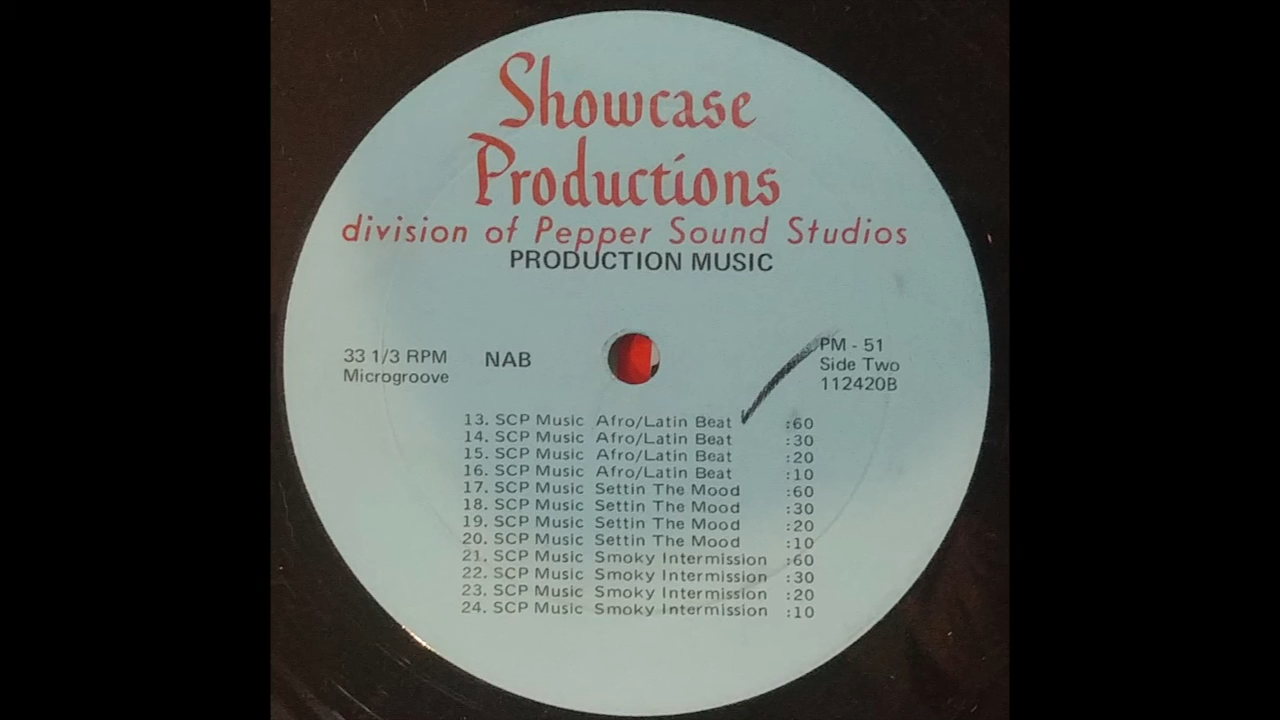 Showcase
Productions
division of Pepper Sound Studios
PRODUCTION MUSIC
33 1/3 RPM NAB PM - 51
Microgroove Side Two
112420B
13. SCP Music Afro/Latin Beat :60
14. SCP Music Afro/Latin Beat :30
15. SCP Music Afro/Latin Beat :20
16. SCP Music Afro/Latin Beat :10
17. SCP Music Settin The Mood :60
18. SCP Music Settin The Mood :30
19. SCP Music Settin The Mood :20
20. SCP Music Settin The Mood :10
21. SCP Music Smoky Intermission :60
22. SCP Music Smoky Intermission :30
23. SCP Music Smoky Intermission :20
24. SCP Music Smoky Intermission :10